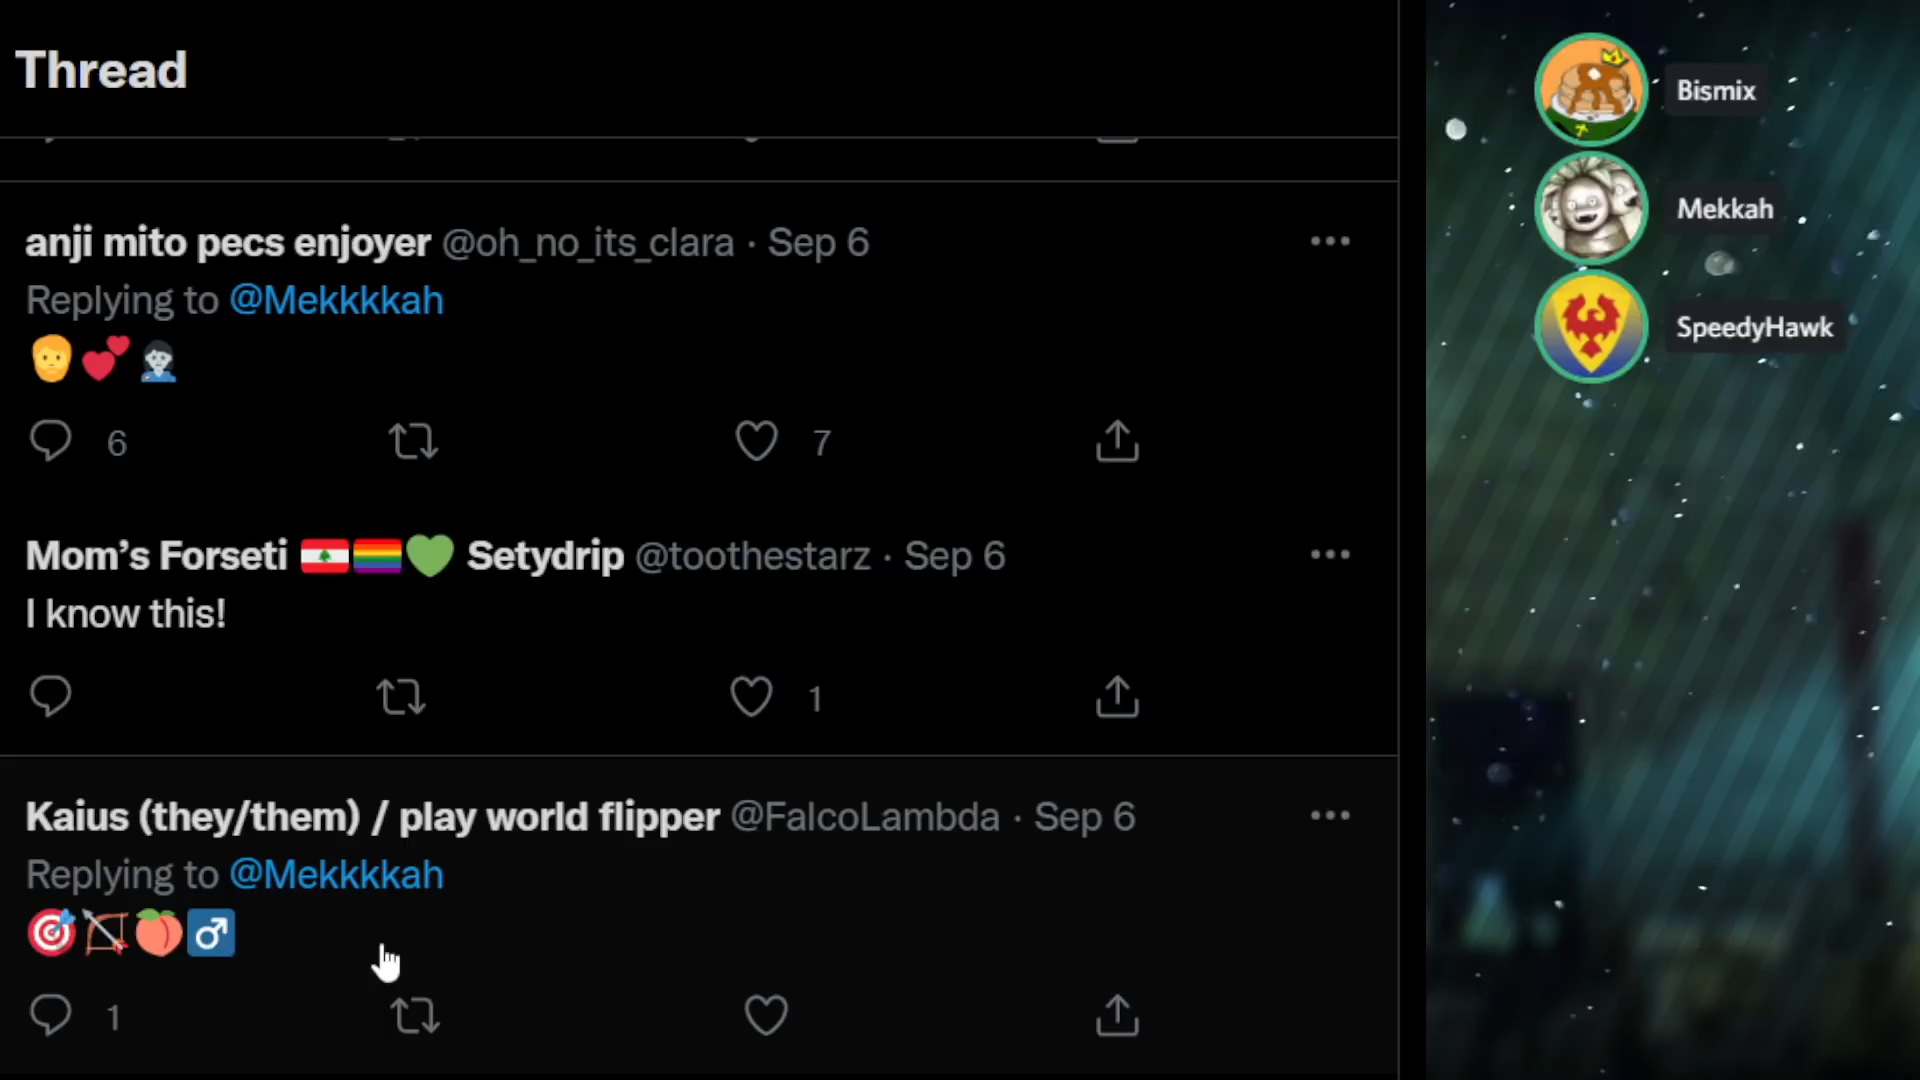 Thread
anji mito pecs enjoyer @oh_no_its_clara · Sep 6
Replying to @Mekkkkah
🧔💕🧛
6 7
Mom's Forseti 🇱🇧🏳️‍🌈💚 Setydrip @toothestarz · Sep 6
I know this!
1
Kaius (they/them) / play world flipper @FalcoLambda · Sep 6
Replying to @Mekkkkah
🎯🏹🍑♂️
1
Bismix
Mekkah
SpeedyHawk